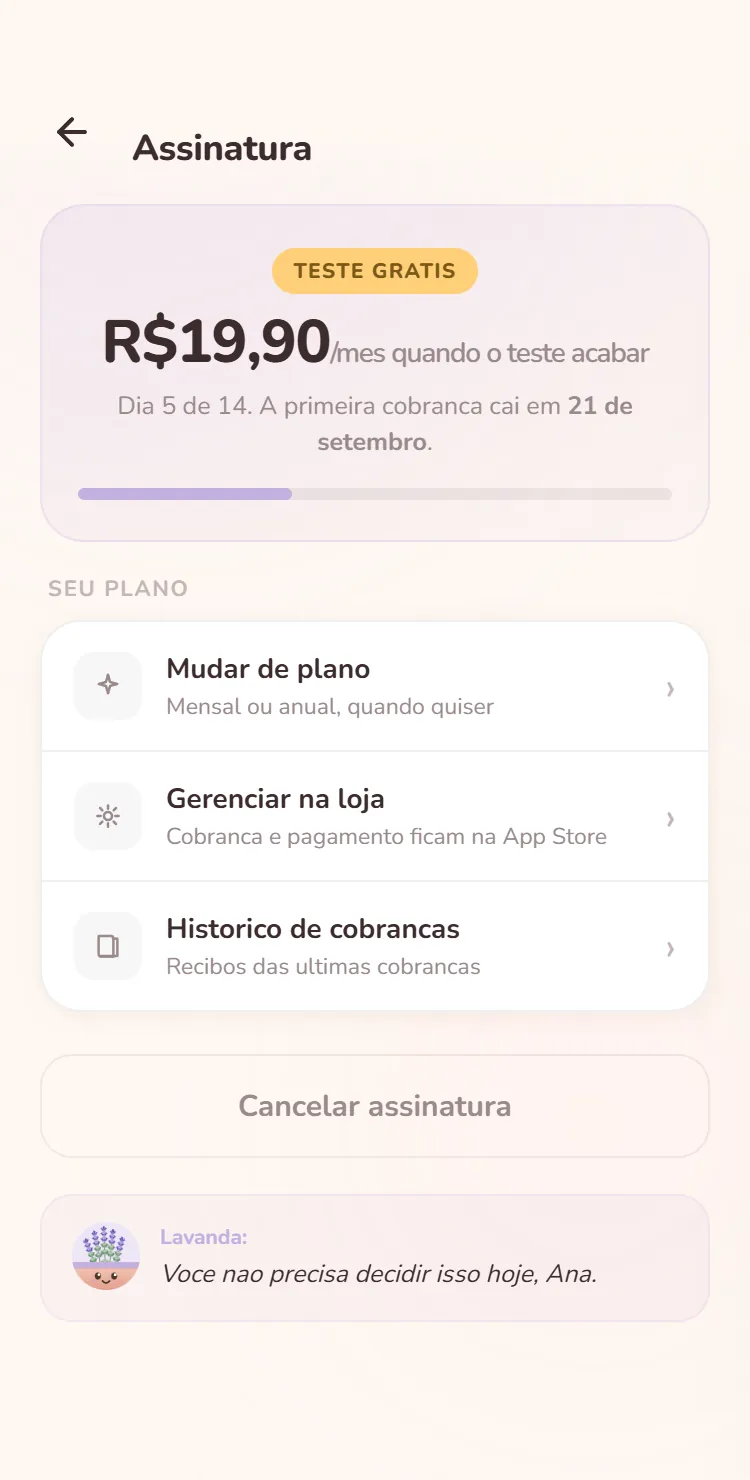 Assinatura
TESTE GRATIS
R$19,90/mes quando o teste acabar
Dia 5 de 14. A primeira cobranca cai em 21 de
setembro.
SEU PLANO
Mudar de plano
Mensal ou anual, quando quiser
Gerenciar na loja
Cobranca e pagamento ficam na App Store
Historico de cobrancas
Recibos das ultimas cobrancas
Cancelar assinatura
Lavanda:
Voce nao precisa decidir isso hoje, Ana.